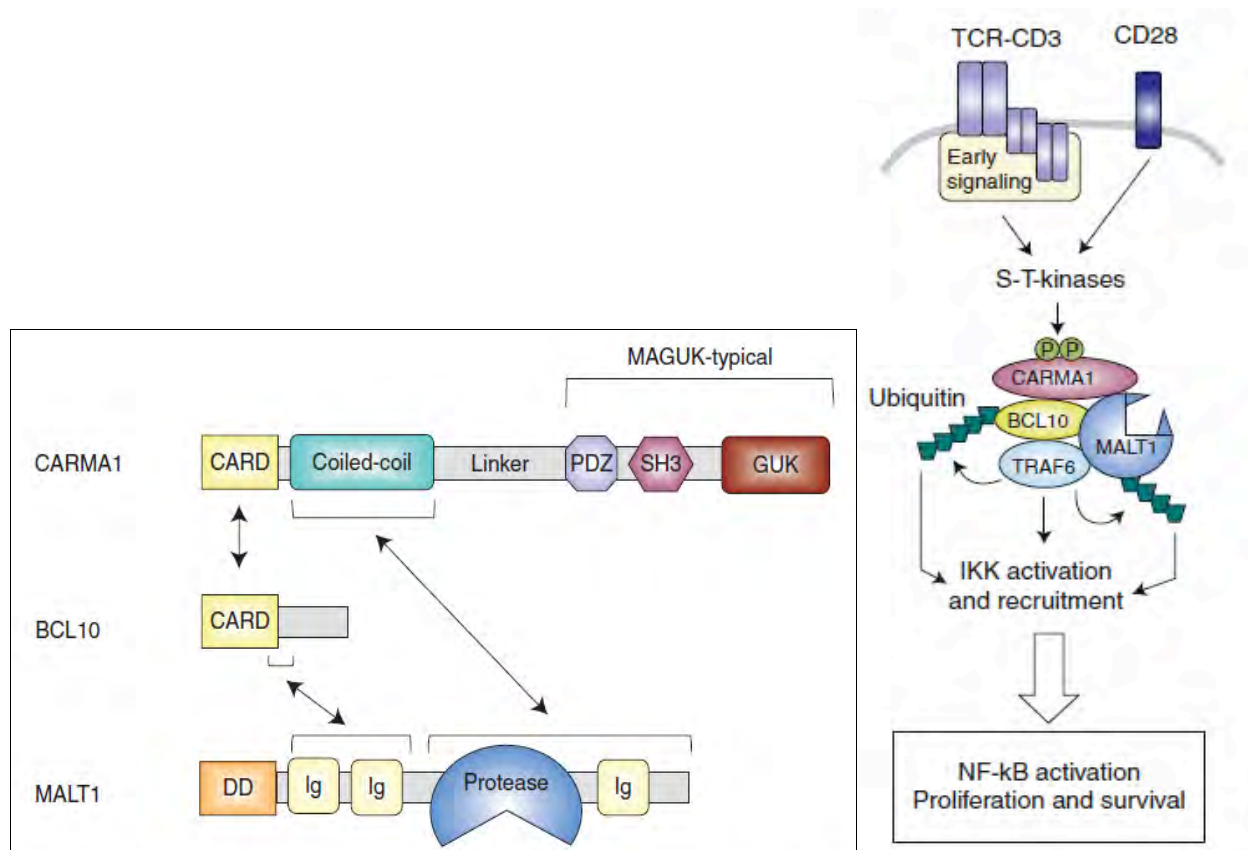 TCR-CD3
CD28
Early
signaling
S-T-kinases
P P
CARMA1
Ubiquitin
BCL10
MALT1
TRAF6
IKK activation
and recruitment
NF-kB activation
Proliferation and survival
MAGUK-typical
CARMA1
CARD
Coiled-coil
Linker
PDZ
SH3
GUK
BCL10
CARD
MALT1
DD
Ig
Ig
Protease
Ig